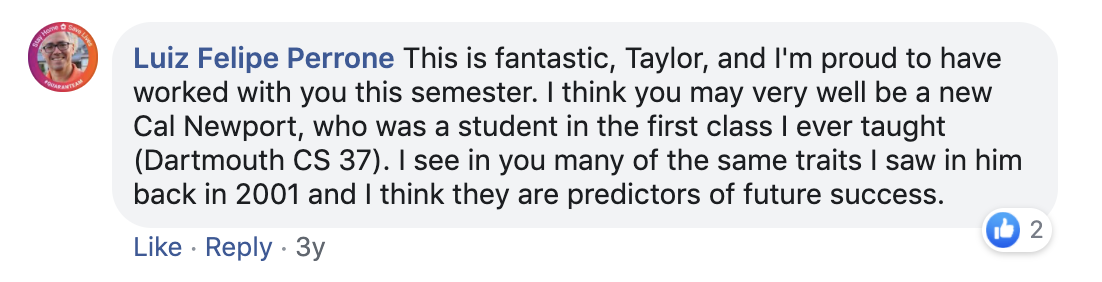 Stay Home Save Lives
#QUARANTEAM
Luiz Felipe Perrone This is fantastic, Taylor, and I'm proud to have
worked with you this semester. I think you may very well be a new
Cal Newport, who was a student in the first class I ever taught
(Dartmouth CS 37). I see in you many of the same traits I saw in him
back in 2001 and I think they are predictors of future success.
2
Like · Reply · 3y